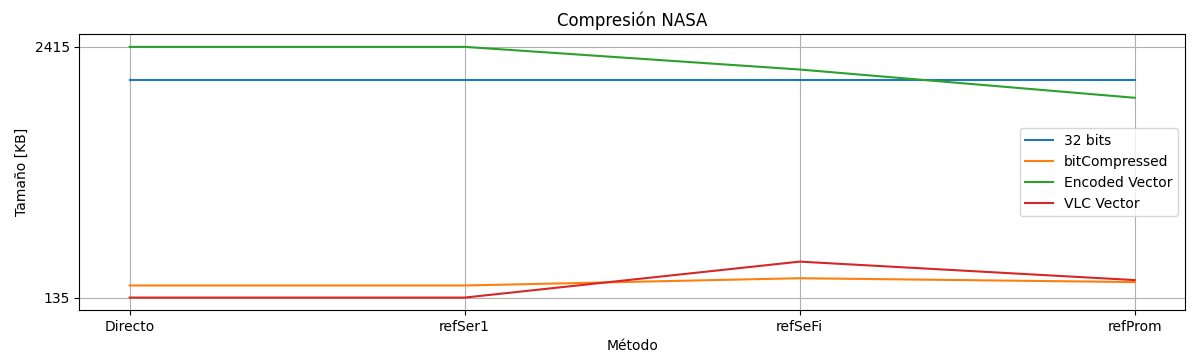 Compresión NASA
2415
135
Tamaño [KB]
32 bits
bitCompressed
Encoded Vector
VLC Vector
Directo
refSer1
refSeFi
refProm
Método